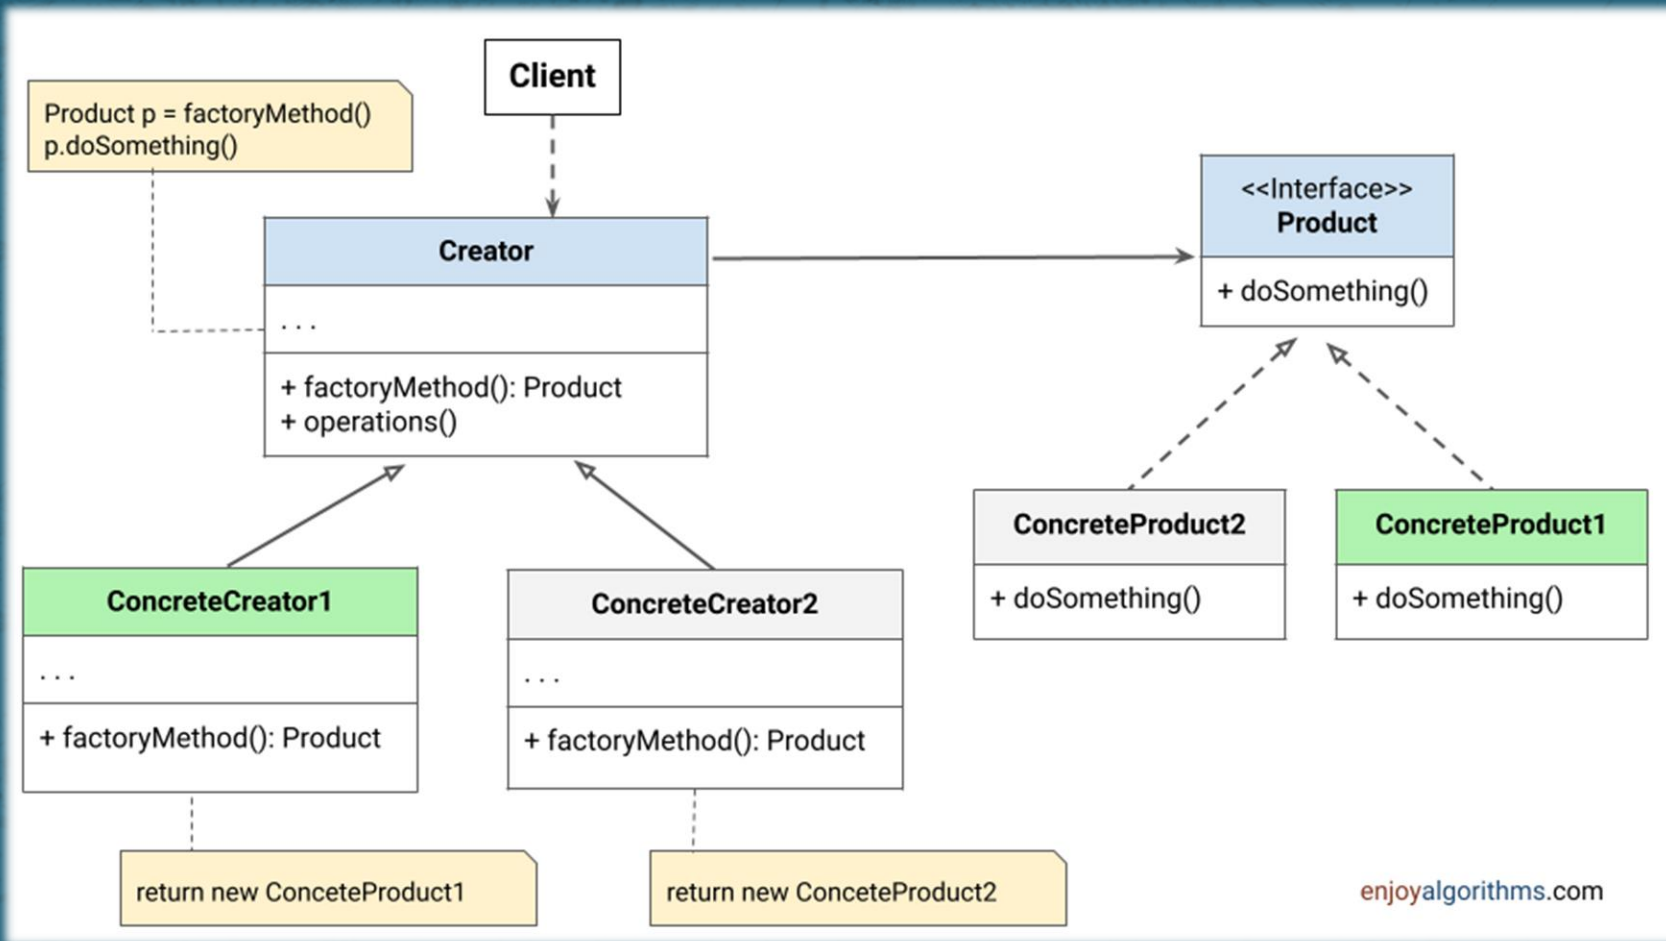 Client
Product p = factoryMethod()
p.doSomething()
<<Interface>>
Product
+ doSomething()
Creator
. . .
+ factoryMethod(): Product
+ operations()
ConcreteProduct2
+ doSomething()
ConcreteProduct1
+ doSomething()
ConcreteCreator1
. . .
+ factoryMethod(): Product
ConcreteCreator2
. . .
+ factoryMethod(): Product
return new ConceteProduct1
return new ConceteProduct2
enjoyalgorithms.com